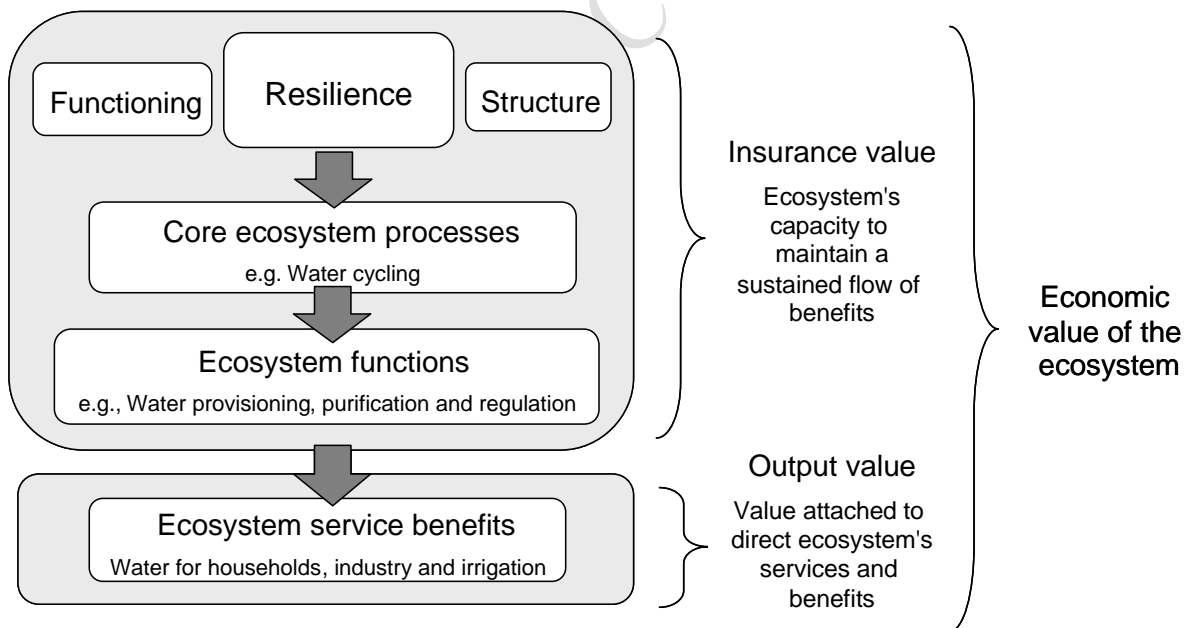 Functioning
Resilience
Structure
Core ecosystem processes
e.g. Water cycling
Ecosystem functions
e.g., Water provisioning, purification and regulation
Ecosystem service benefits
Water for households, industry and irrigation
Insurance value
Ecosystem's
capacity to
maintain a
sustained flow of
benefits
Output value
Value attached to
direct ecosystem's
services and
benefits
Economic
value of the
ecosystem